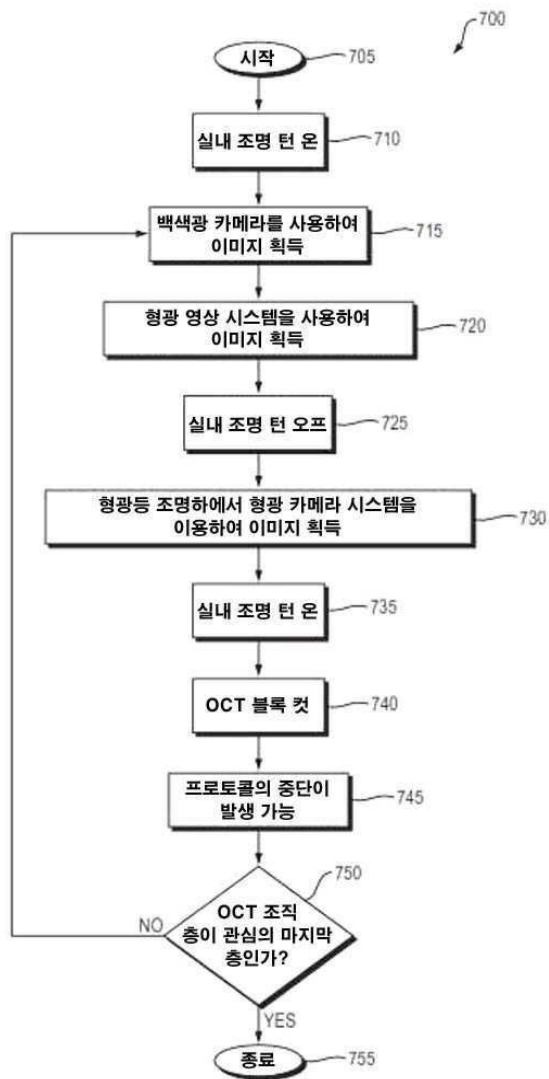 700
시작
705
실내 조명 턴 온
710
백색광 카메라를 사용하여
이미지 획득
715
형광 영상 시스템을 사용하여
이미지 획득
720
실내 조명 턴 오프
725
형광등 조명하에서 형광 카메라 시스템을
이용하여 이미지 획득
730
실내 조명 턴 온
735
OCT 블록 컷
740
프로토콜의 중단이
발생 가능
745
750
OCT 조직
층이 관심의 마지막
층인가?
NO
YES
종료
755